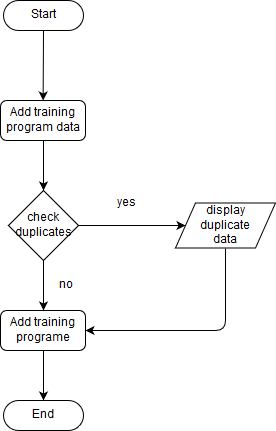 Start
Add training
program data
check
duplicates
yes
display
duplicate
data
no
Add training
programe
End